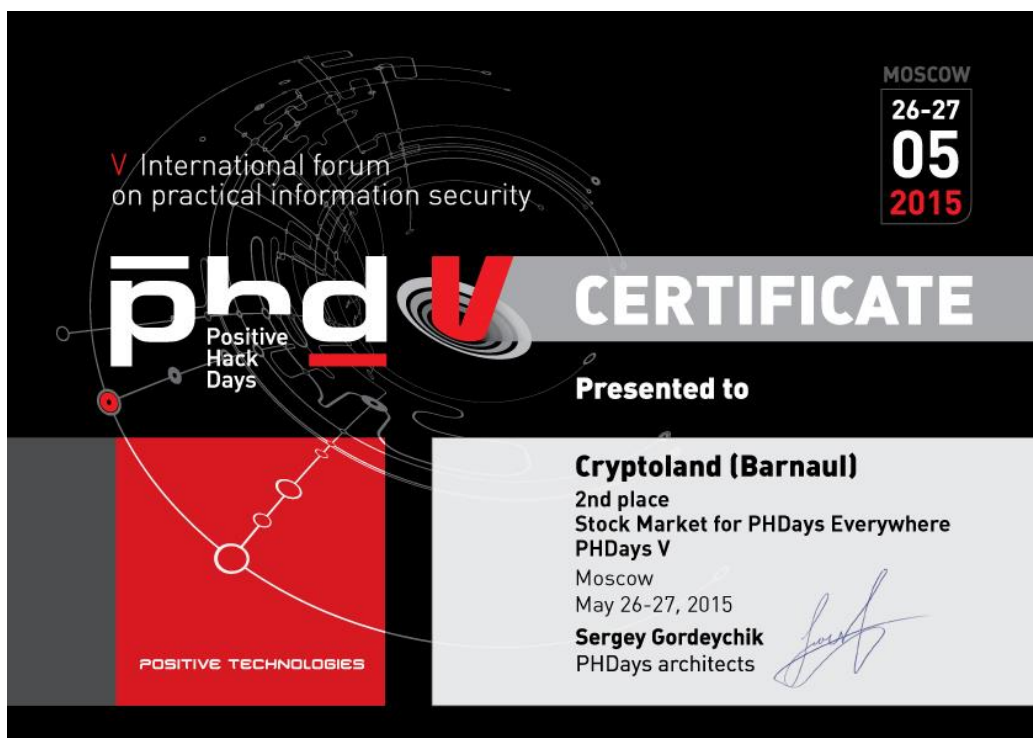 MOSCOW
26-27
05
2015
V International forum
on practical information security
phd V
Positive
Hack
Days
CERTIFICATE
Presented to
Cryptoland (Barnaul)
2nd place
Stock Market for PHDays Everywhere
PHDays V
Moscow
May 26-27, 2015
Sergey Gordeychik
PHDays architects
POSITIVE TECHNOLOGIES